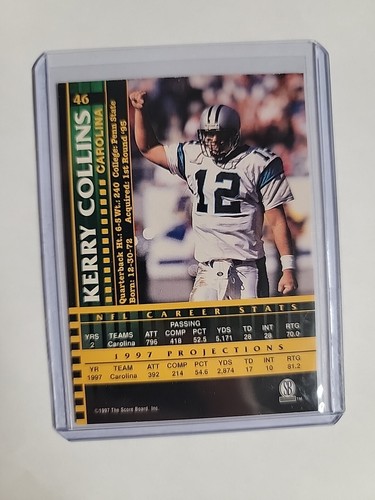 46
KERRY COLLINS
CAROLINA
Quarterback Ht.: 6-5 Wt.: 240 College: Penn State
Born: 12-30-72 Acquired: 1st Round '95
12
NFL CAREER STATS
PASSING
YRS TEAMS ATT COMP PCT YDS TD INT RTG
2 Carolina 796 418 52.5 5,171 28 28 70.0
1997 PROJECTIONS
YR TEAM ATT COMP PCT YDS TD INT RTG
1997 Carolina 392 214 54.6 2,874 17 10 81.2
©1997 The Score Board, Inc.
SB
TM